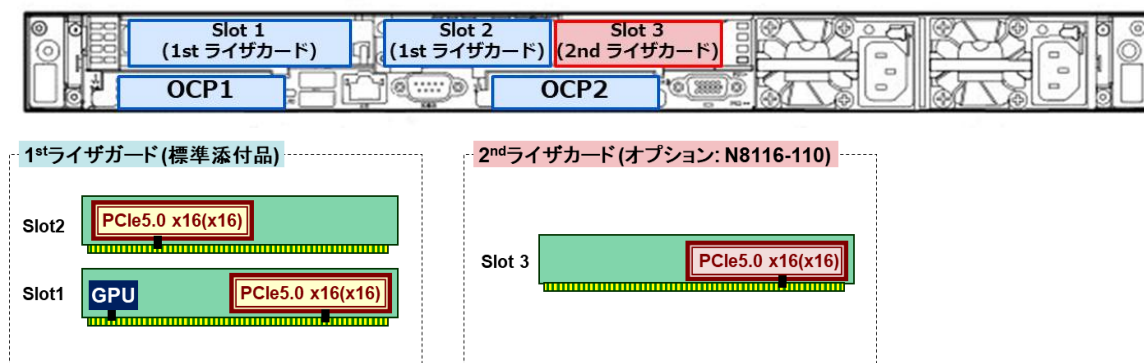 Slot 1
(1st ライザカード)
Slot 2
(1st ライザカード)
Slot 3
(2nd ライザカード)
OCP1
OCP2
1stライザガード(標準添付品)
Slot2
PCIe5.0 x16(x16)
Slot1
GPU
PCIe5.0 x16(x16)
2ndライザカード(オプション: N8116-110)
Slot 3
PCIe5.0 x16(x16)